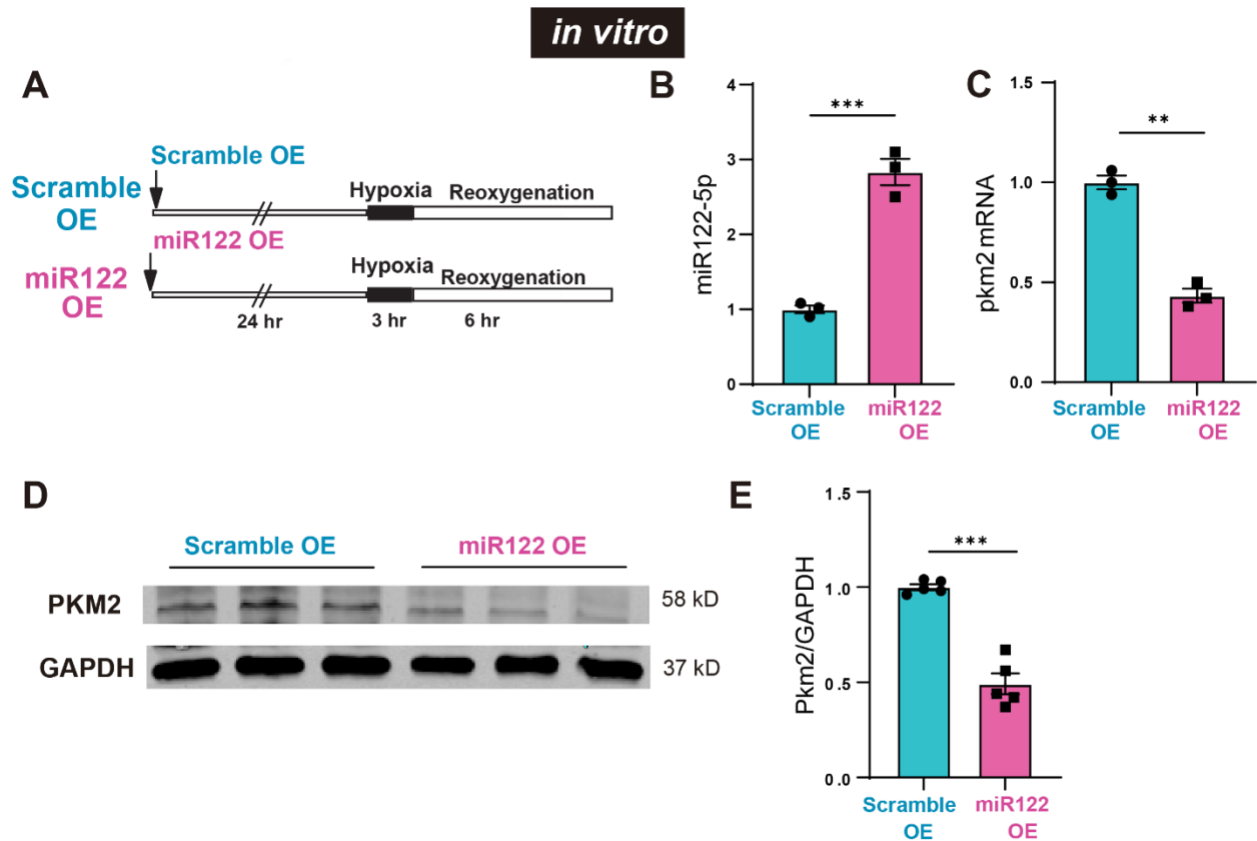 in vitro
A
Scramble OE
Scramble
OE
Hypoxia
Reoxygenation
miR122 OE
miR122
OE
Hypoxia
Reoxygenation
24 hr
3 hr
6 hr
B
miR122-5p
4
3
2
1
0
***
Scramble
OE
miR122
OE
C
pkm2 mRNA
1.5
1.0
0.5
0.0
**
Scramble
OE
miR122
OE
D
Scramble OE
miR122 OE
PKM2
58 kD
GAPDH
37 kD
E
Pkm2/GAPDH
1.5
1.0
0.5
0.0
***
Scramble
OE
miR122
OE